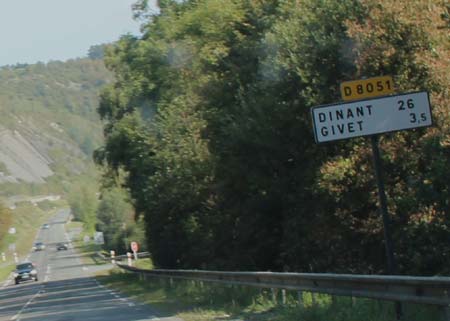 D 8051
DINANT 26
GIVET 3,5